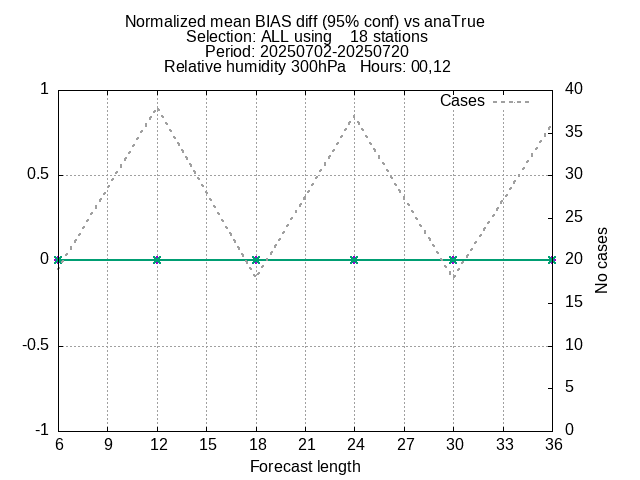 Normalized mean BIAS diff (95% conf) vs anaTrue
Selection: ALL using    18 stations
Period: 20250702-20250720
Relative humidity 300hPa   Hours: 00,12
Cases
1
0.5
0
-0.5
-1
40
35
30
25
20
15
10
5
0
No cases
6 9 12 15 18 21 24 27 30 33 36
Forecast length